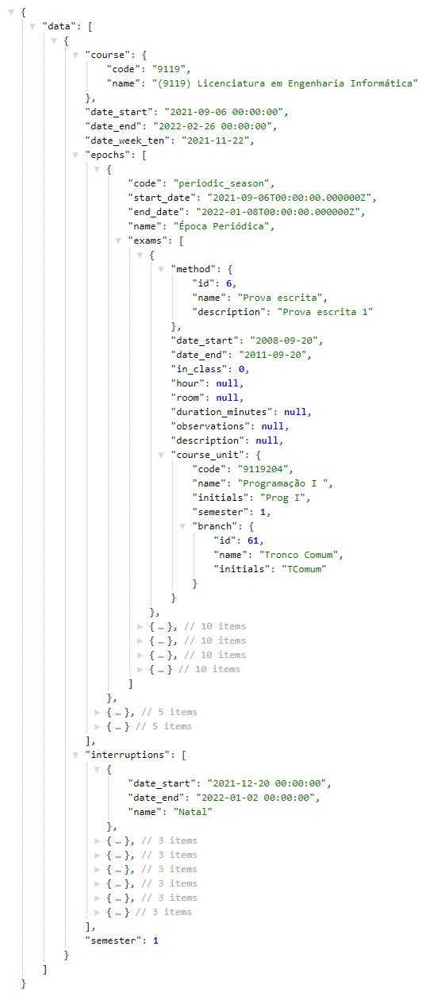 {
"data": [
{
"course": {
"code": "9119",
"name": "(9119) Licenciatura em Engenharia Informática"
},
"date_start": "2021-09-06 00:00:00",
"date_end": "2022-02-26 00:00:00",
"date_week_ten": "2021-11-22",
"epochs": [
{
"code": "periodic_season",
"start_date": "2021-09-06T00:00:00.000000Z",
"end_date": "2022-01-08T00:00:00.000000Z",
"name": "Época Periódica",
"exams": [
{
"method": {
"id": 6,
"name": "Prova escrita",
"description": "Prova escrita 1"
},
"date_start": "2008-09-20",
"date_end": "2011-09-20",
"in_class": 0,
"hour": null,
"room": null,
"duration_minutes": null,
"observations": null,
"description": null,
"course_unit": {
"code": "9119204",
"name": "Programação I ",
"initials": "Prog I",
"semester": 1,
"branch": {
"id": 61,
"name": "Tronco Comum",
"initials": "TComum"
}
}
},
{ … }, // 10 items
{ … }, // 10 items
{ … }, // 10 items
{ … } // 10 items
]
},
{ … }, // 5 items
{ … } // 5 items
],
"interruptions": [
{
"date_start": "2021-12-20 00:00:00",
"date_end": "2022-01-02 00:00:00",
"name": "Natal"
},
{ … }, // 3 items
{ … }, // 3 items
{ … }, // 3 items
{ … }, // 3 items
{ … }, // 3 items
{ … } // 3 items
],
"semester": 1
}
]
}